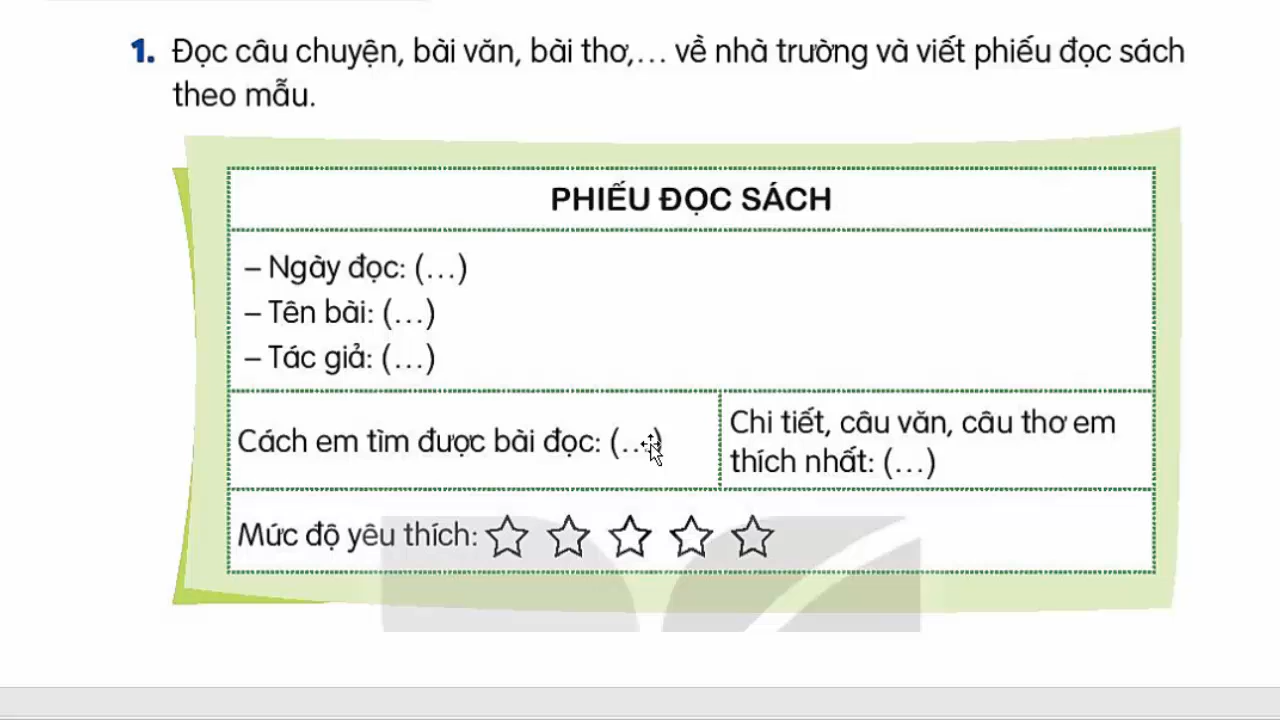 1. Đọc câu chuyện, bài văn, bài thơ,... về nhà trường và viết phiếu đọc sách
theo mẫu.
PHIẾU ĐỌC SÁCH
– Ngày đọc: (...)
– Tên bài: (...)
– Tác giả: (...)
Cách em tìm được bài đọc: (...)
Chi tiết, câu văn, câu thơ em
thích nhất: (...)
Mức độ yêu thích: